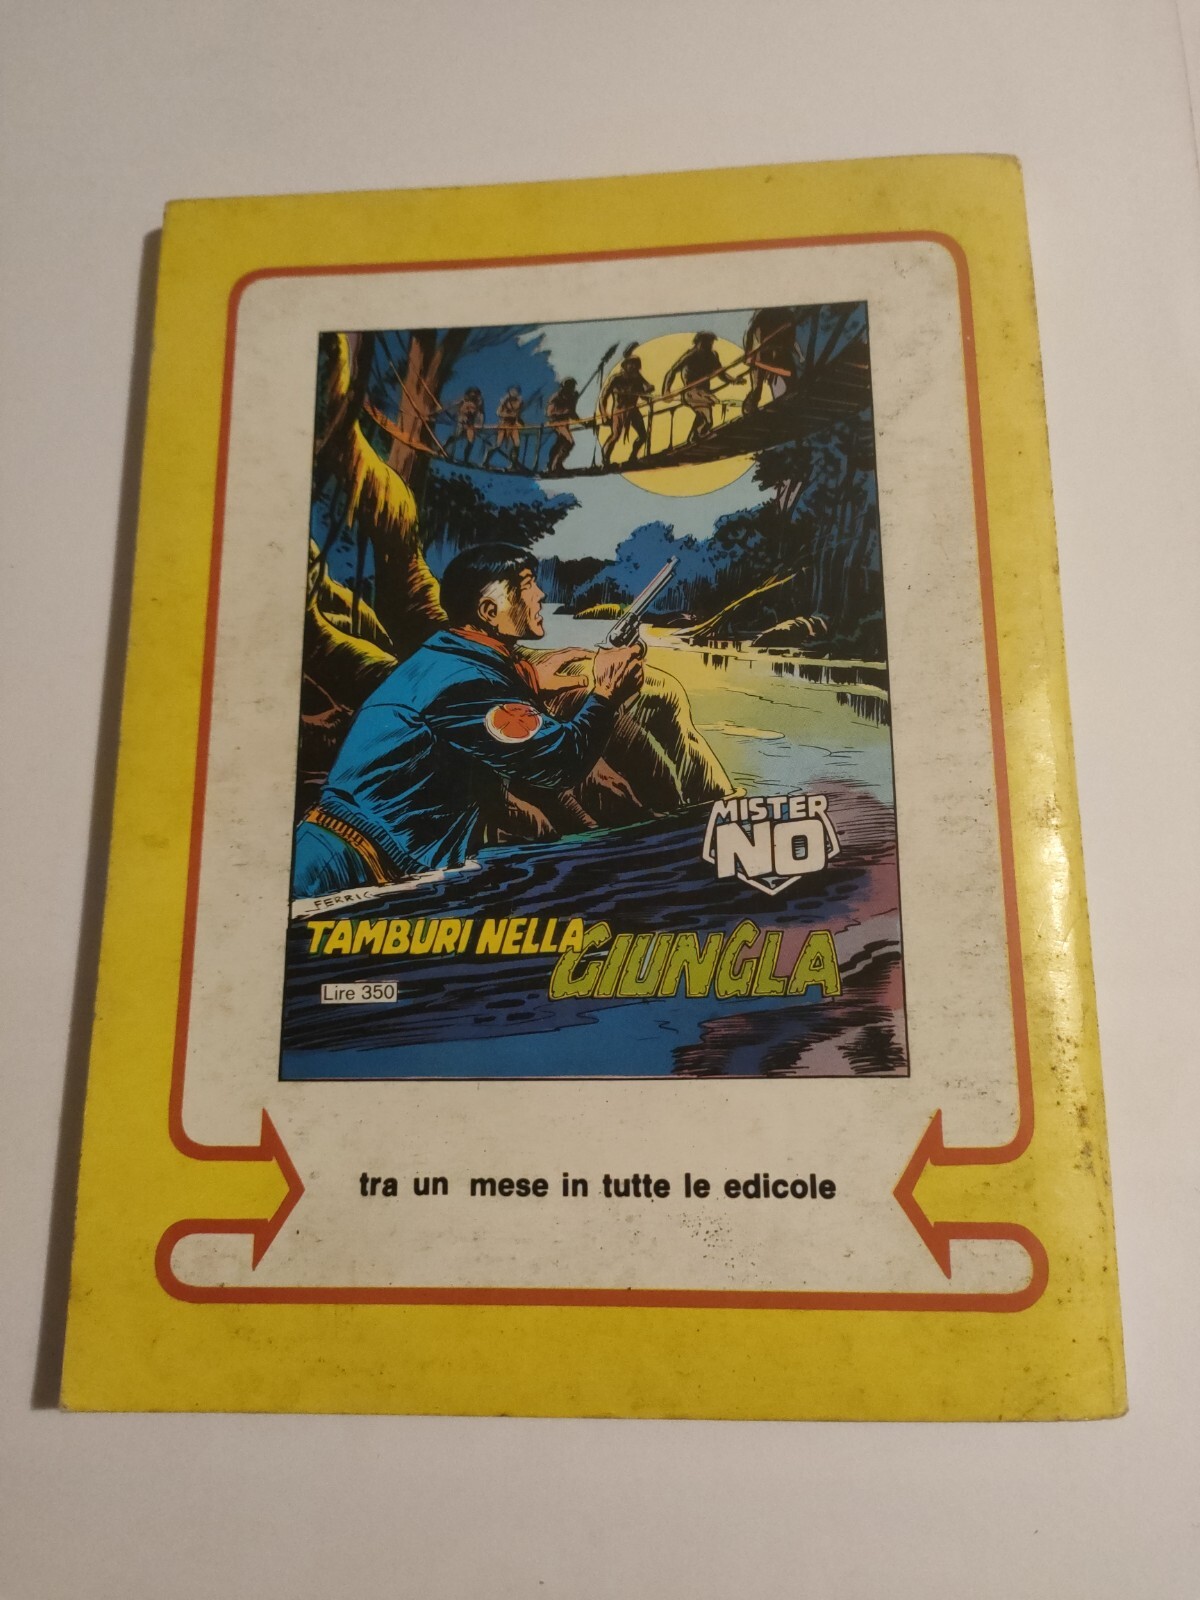 MISTER
NO
FERRI
TAMBURI NELLA
GIUNGLA
Lire 350
tra un mese in tutte le edicole